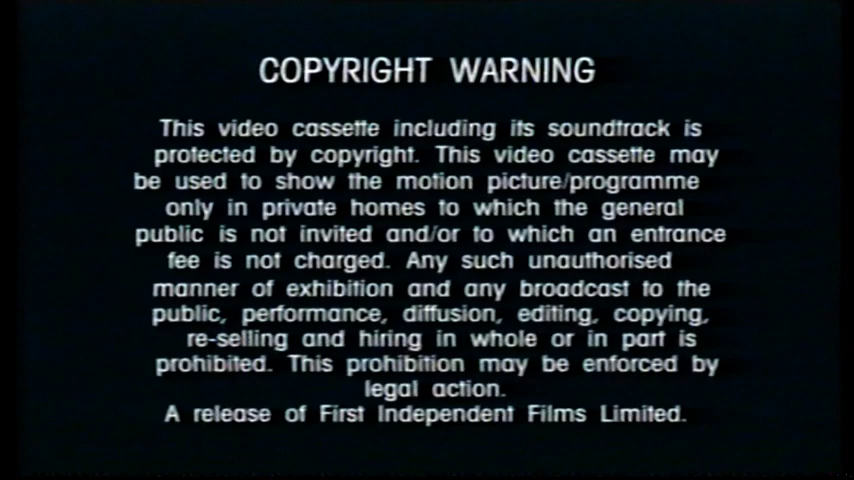 COPYRIGHT WARNING
This video cassette including its soundtrack is
protected by copyright. This video cassette may
be used to show the motion picture/programme
only in private homes to which the general
public is not invited and/or to which an entrance
fee is not charged. Any such unauthorised
manner of exhibition and any broadcast to the
public, performance, diffusion, editing, copying,
re-selling and hiring in whole or in part is
prohibited. This prohibition may be enforced by
legal action.
A release of First Independent Films Limited.